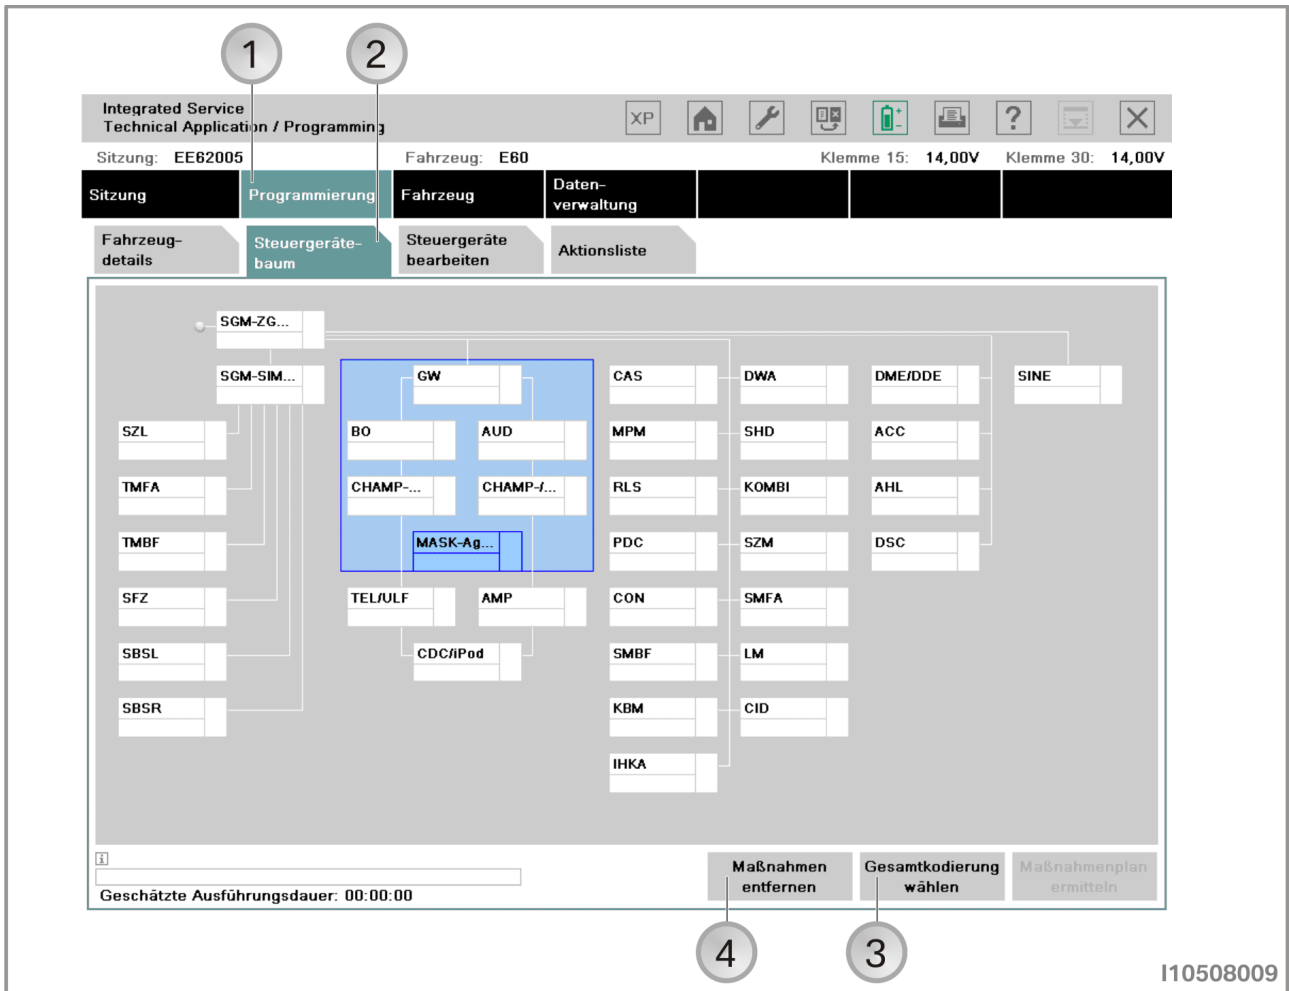 1
2
Integrated Service
Technical Application / Programming
XP
?
Sitzung: EE62005
Fahrzeug: E60
Klemme 15: 14,00V
Klemme 30: 14,00V
Sitzung
Programmierung
Fahrzeug
Daten-
verwaltung
Fahrzeug-
details
Steuergeräte-
baum
Steuergeräte
bearbeiten
Aktionsliste
SGM-ZG...
SGM-SIM...
GW
CAS
DWA
DME/DDE
SINE
SZL
BO
AUD
MPM
SHD
ACC
TMFA
CHAMP-...
CHAMP-/...
RLS
KOMBI
AHL
TMBF
MASK-Ag...
PDC
SZM
DSC
SFZ
TEL/ULF
AMP
CON
SMFA
SBSL
CDC/iPod
SMBF
LM
SBSR
KBM
CID
IHKA
i
Geschätzte Ausführungsdauer: 00:00:00
Maßnahmen
entfernen
Gesamtkodierung
wählen
Maßnahmenplan
ermitteln
4
3
I10508009